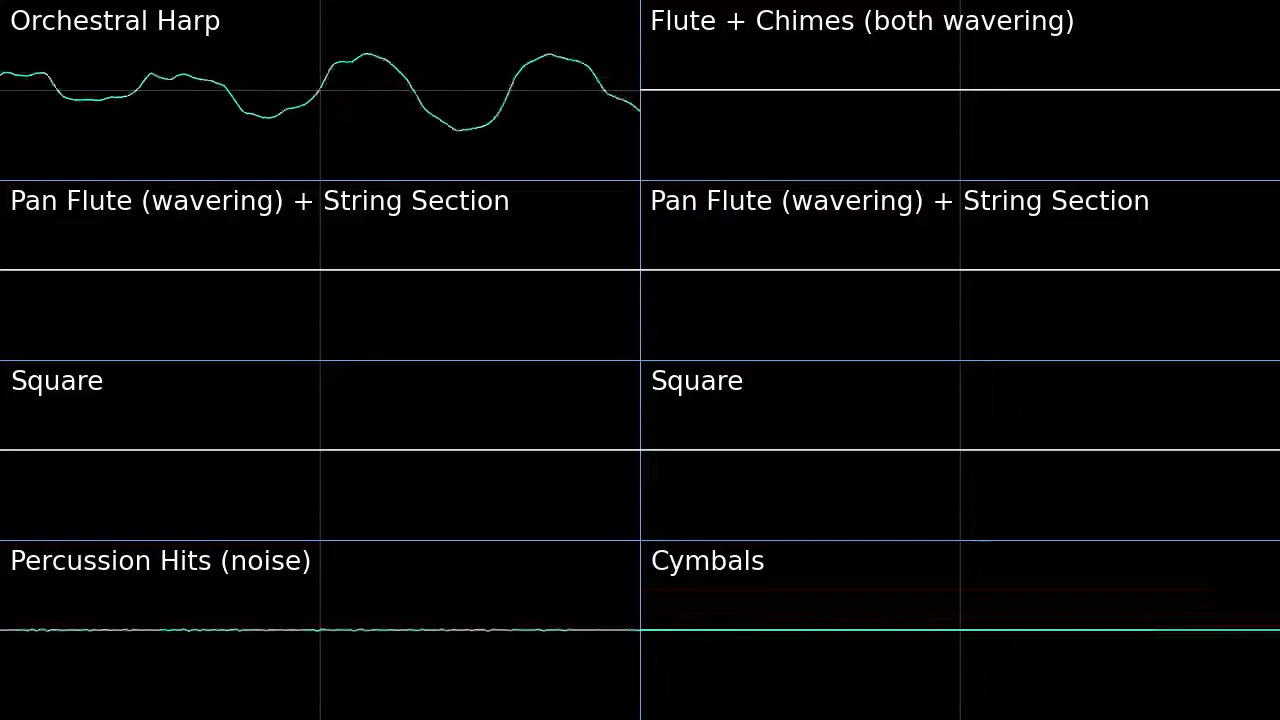 Orchestral Harp
Flute + Chimes (both wavering)
Pan Flute (wavering) + String Section
Pan Flute (wavering) + String Section
Square
Square
Percussion Hits (noise)
Cymbals